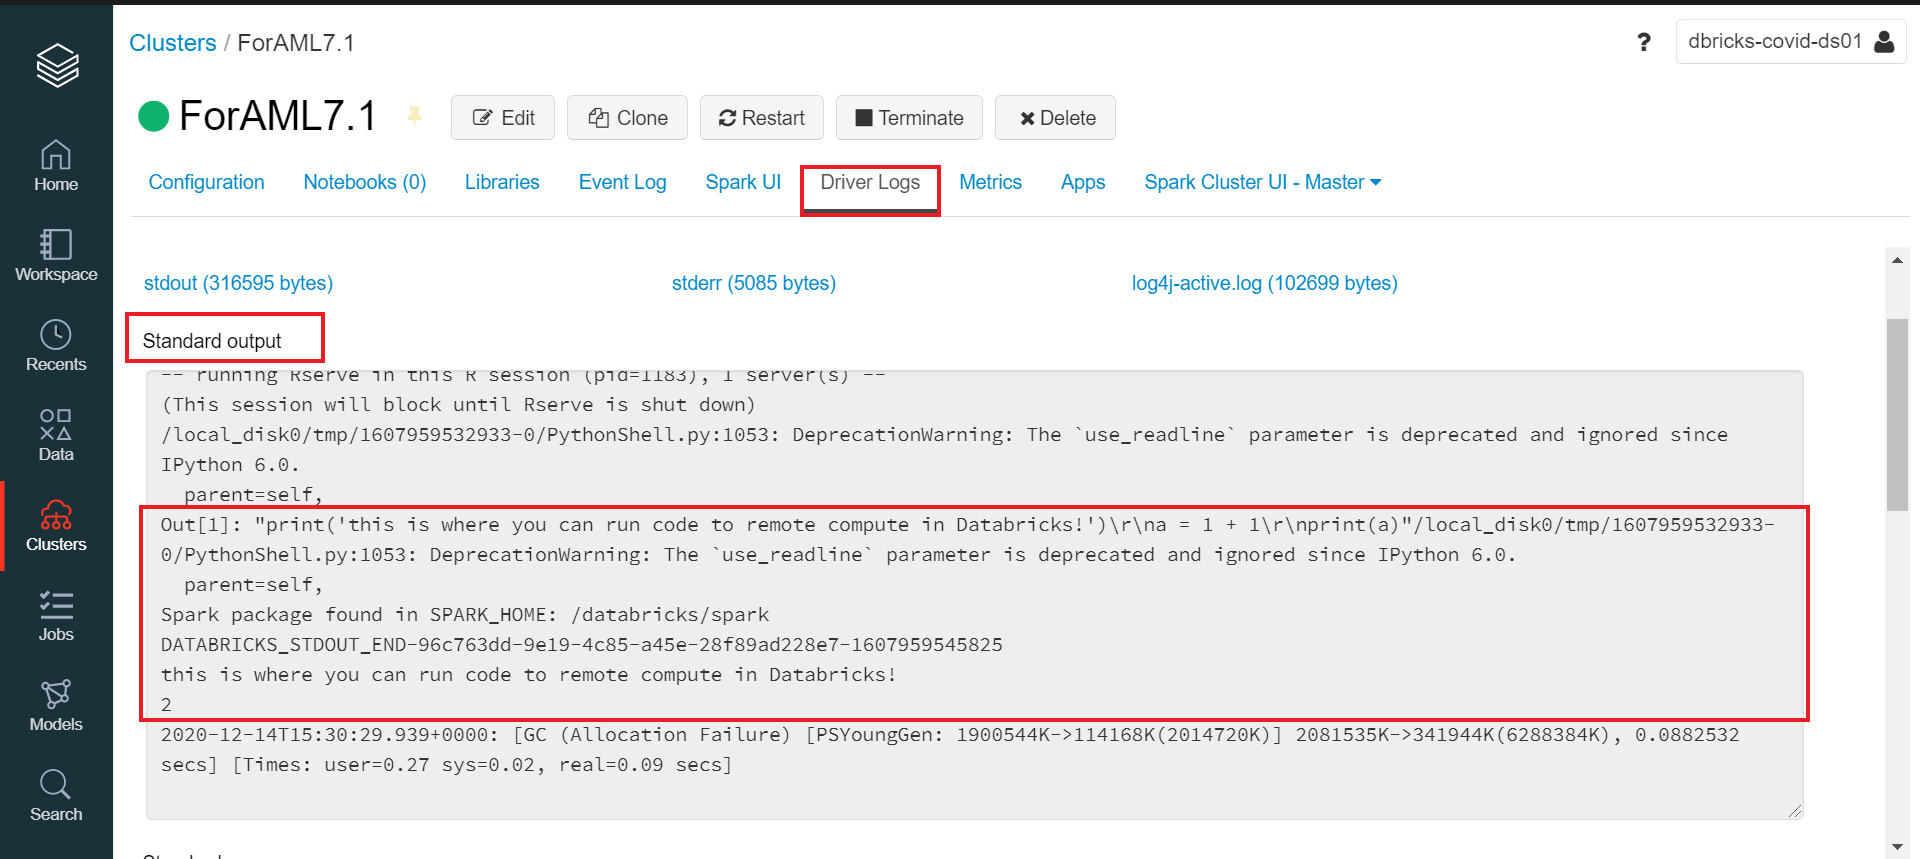 Clusters / ForAML7.1
? dbricks-covid-ds01
ForAML7.1 Edit Clone Restart Terminate Delete
Configuration Notebooks (0) Libraries Event Log Spark UI Driver Logs Metrics Apps Spark Cluster UI - Master
Home
Workspace
Recents
Data
Clusters
Jobs
Models
Search
stdout (316595 bytes) stderr (5085 bytes) log4j-active.log (102699 bytes)
Standard output
-- running Rserve in this R session (pid=1183), 1 server(s) --
(This session will block until Rserve is shut down)
/local_disk0/tmp/1607959532933-0/PythonShell.py:1053: DeprecationWarning: The `use_readline` parameter is deprecated and ignored since
IPython 6.0.
parent=self,
Out[1]: "print('this is where you can run code to remote compute in Databricks!')\r\na = 1 + 1\r\nprint(a)"/local_disk0/tmp/1607959532933-
0/PythonShell.py:1053: DeprecationWarning: The `use_readline` parameter is deprecated and ignored since IPython 6.0.
parent=self,
Spark package found in SPARK_HOME: /databricks/spark
DATABRICKS_STDOUT_END-96c763dd-9e19-4c85-a45e-28f89ad228e7-1607959545825
this is where you can run code to remote compute in Databricks!
2
2020-12-14T15:30:29.939+0000: [GC (Allocation Failure) [PSYoungGen: 1900544K->114168K(2014720K)] 2081535K->341944K(6288384K), 0.0882532
secs] [Times: user=0.27 sys=0.02, real=0.09 secs]